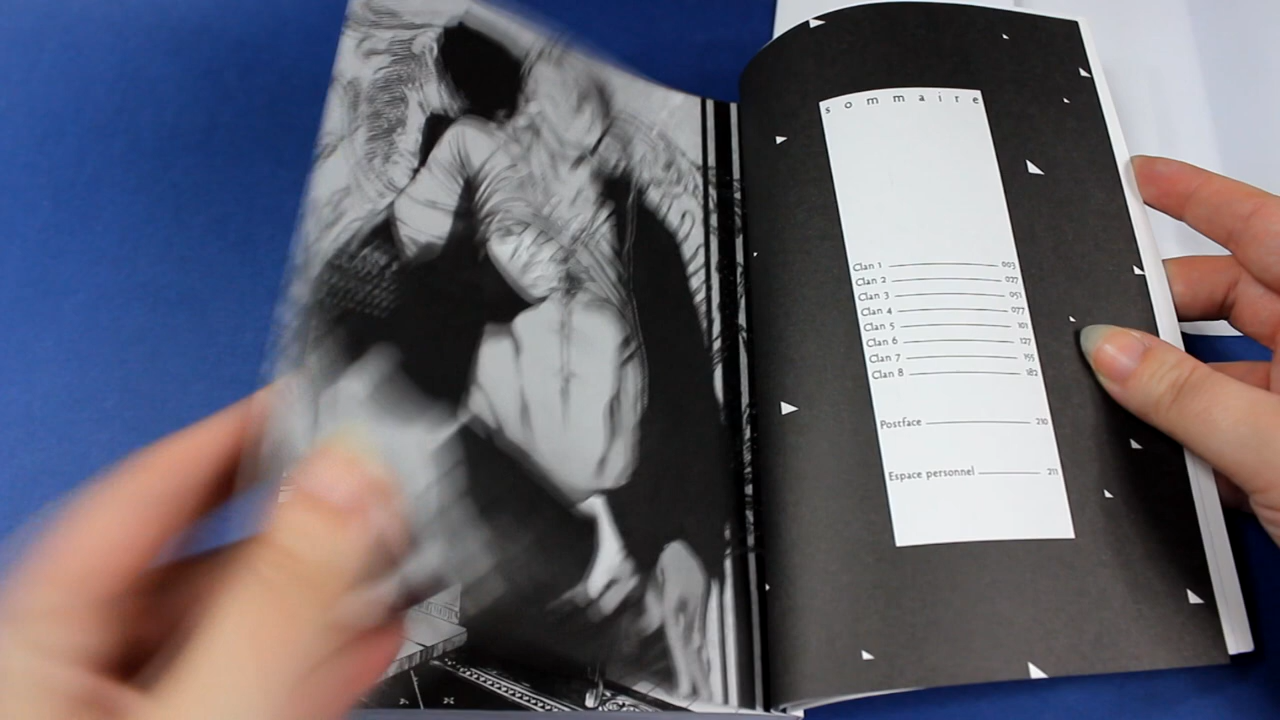 sommaire
Clan 1 003
Clan 2 027
Clan 3 051
Clan 4 077
Clan 5 101
Clan 6 127
Clan 7 155
Clan 8 182
Postface 210
Espace personnel 211